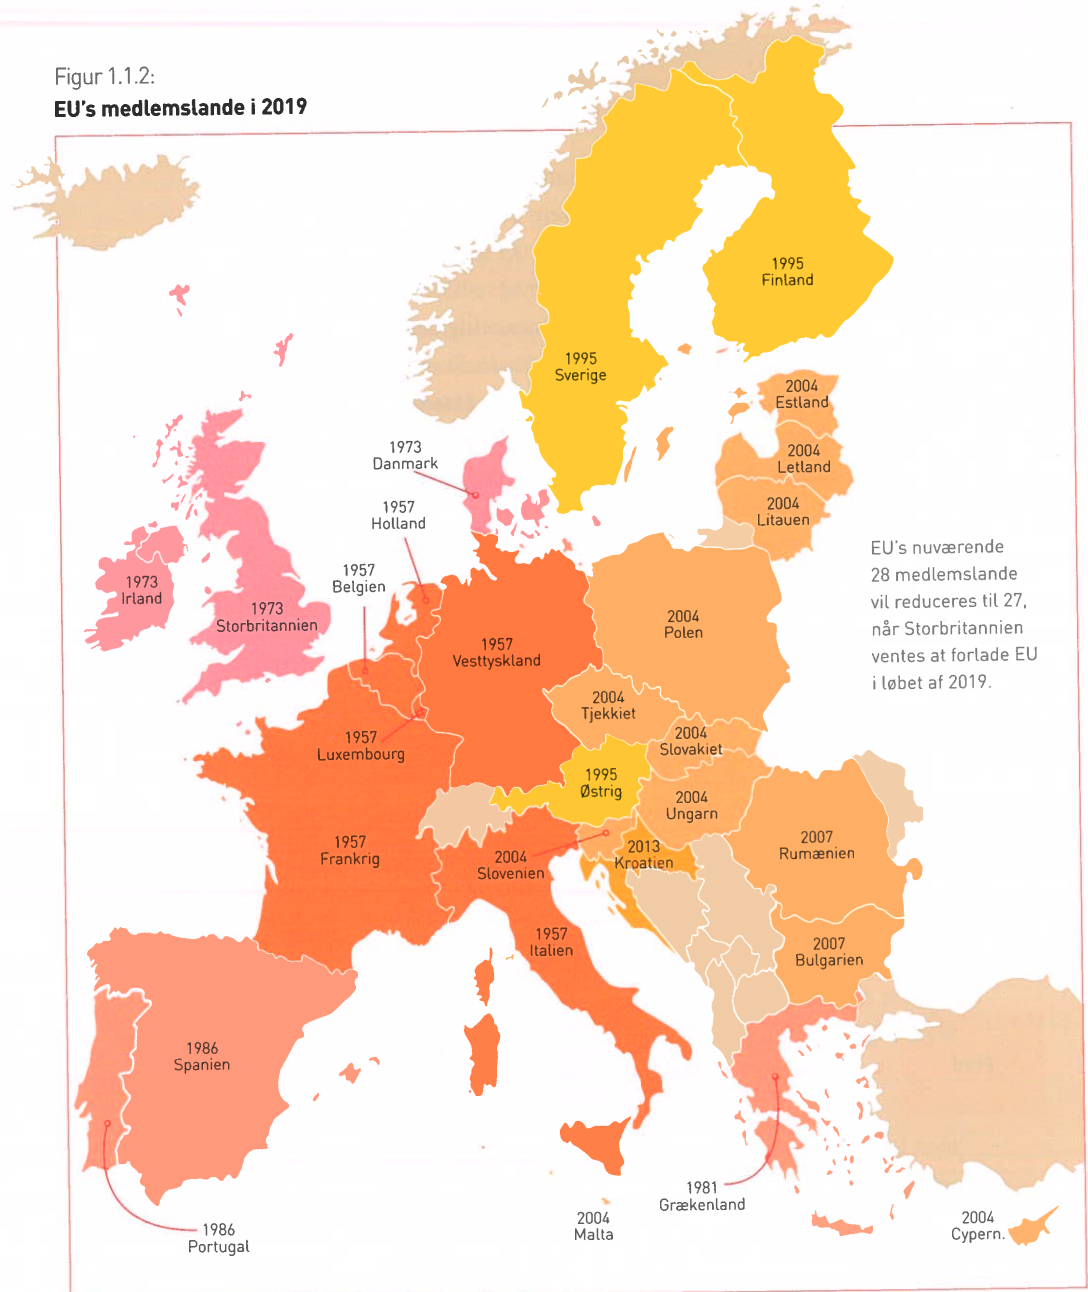 Figur 1.1.2:
EU's medlemslande i 2019
1995
Finland
1995
Sverige
2004
Estland
2004
Letland
2004
Litauen
1973
Danmark
1957
Holland
1957
Belgien
1973
Irland
1973
Storbritannien
EU's nuværende
28 medlemslande
vil reduceres til 27,
når Storbritannien
ventes at forlade EU
i løbet af 2019.
2004
Polen
1957
Vesttyskland
2004
Tjekkiet
2004
Slovakiet
1957
Luxembourg
1995
Østrig
2004
Ungarn
1957
Frankrig
2004
Slovenien
2013
Kroatien
2007
Rumænien
1957
Italien
2007
Bulgarien
1986
Spanien
1986
Portugal
1981
Grækenland
2004
Malta
2004
Cypern.